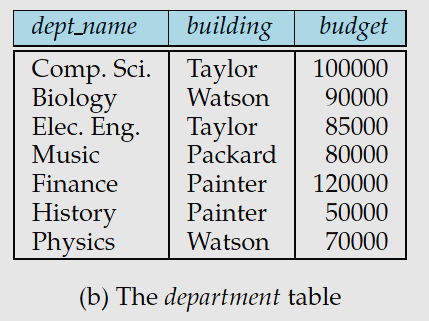 dept_name building budget
Comp. Sci. Taylor 100000
Biology Watson 90000
Elec. Eng. Taylor 85000
Music Packard 80000
Finance Painter 120000
History Painter 50000
Physics Watson 70000
(b) The department table